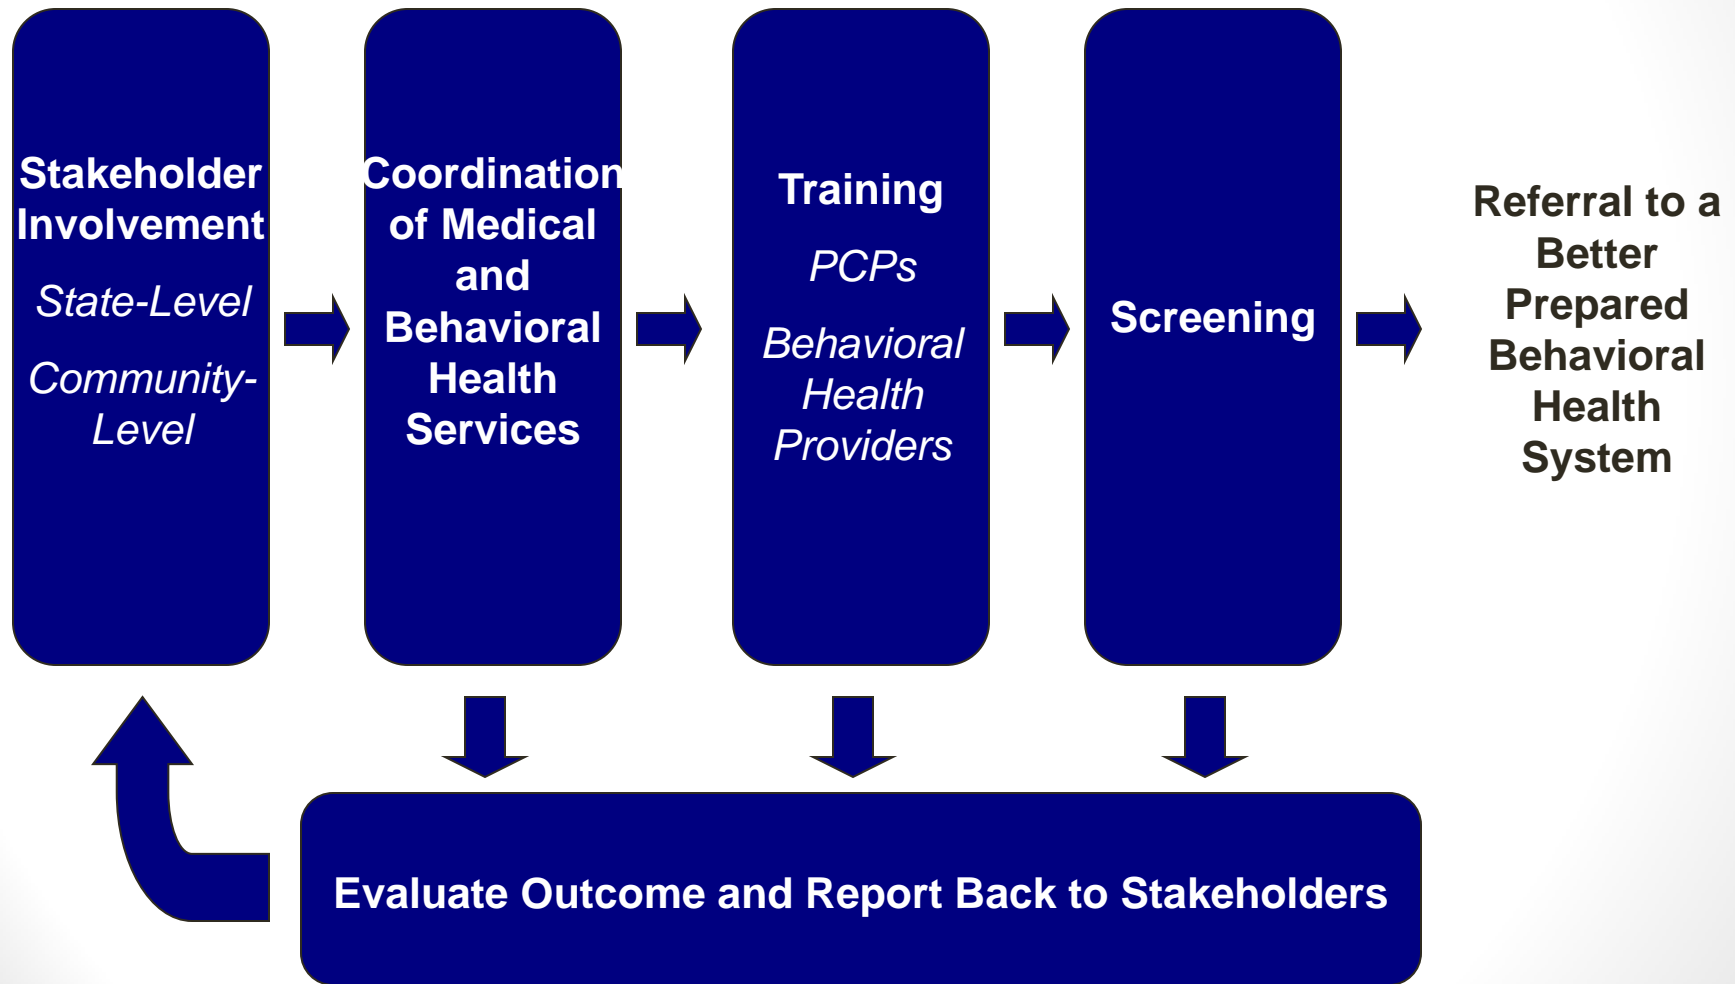 Stakeholder
Involvement
State-Level
Community-
Level
Coordination
of Medical
and
Behavioral
Health
Services
Training
PCPs
Behavioral
Health
Providers
Screening
Referral to a
Better
Prepared
Behavioral
Health
System
Evaluate Outcome and Report Back to Stakeholders